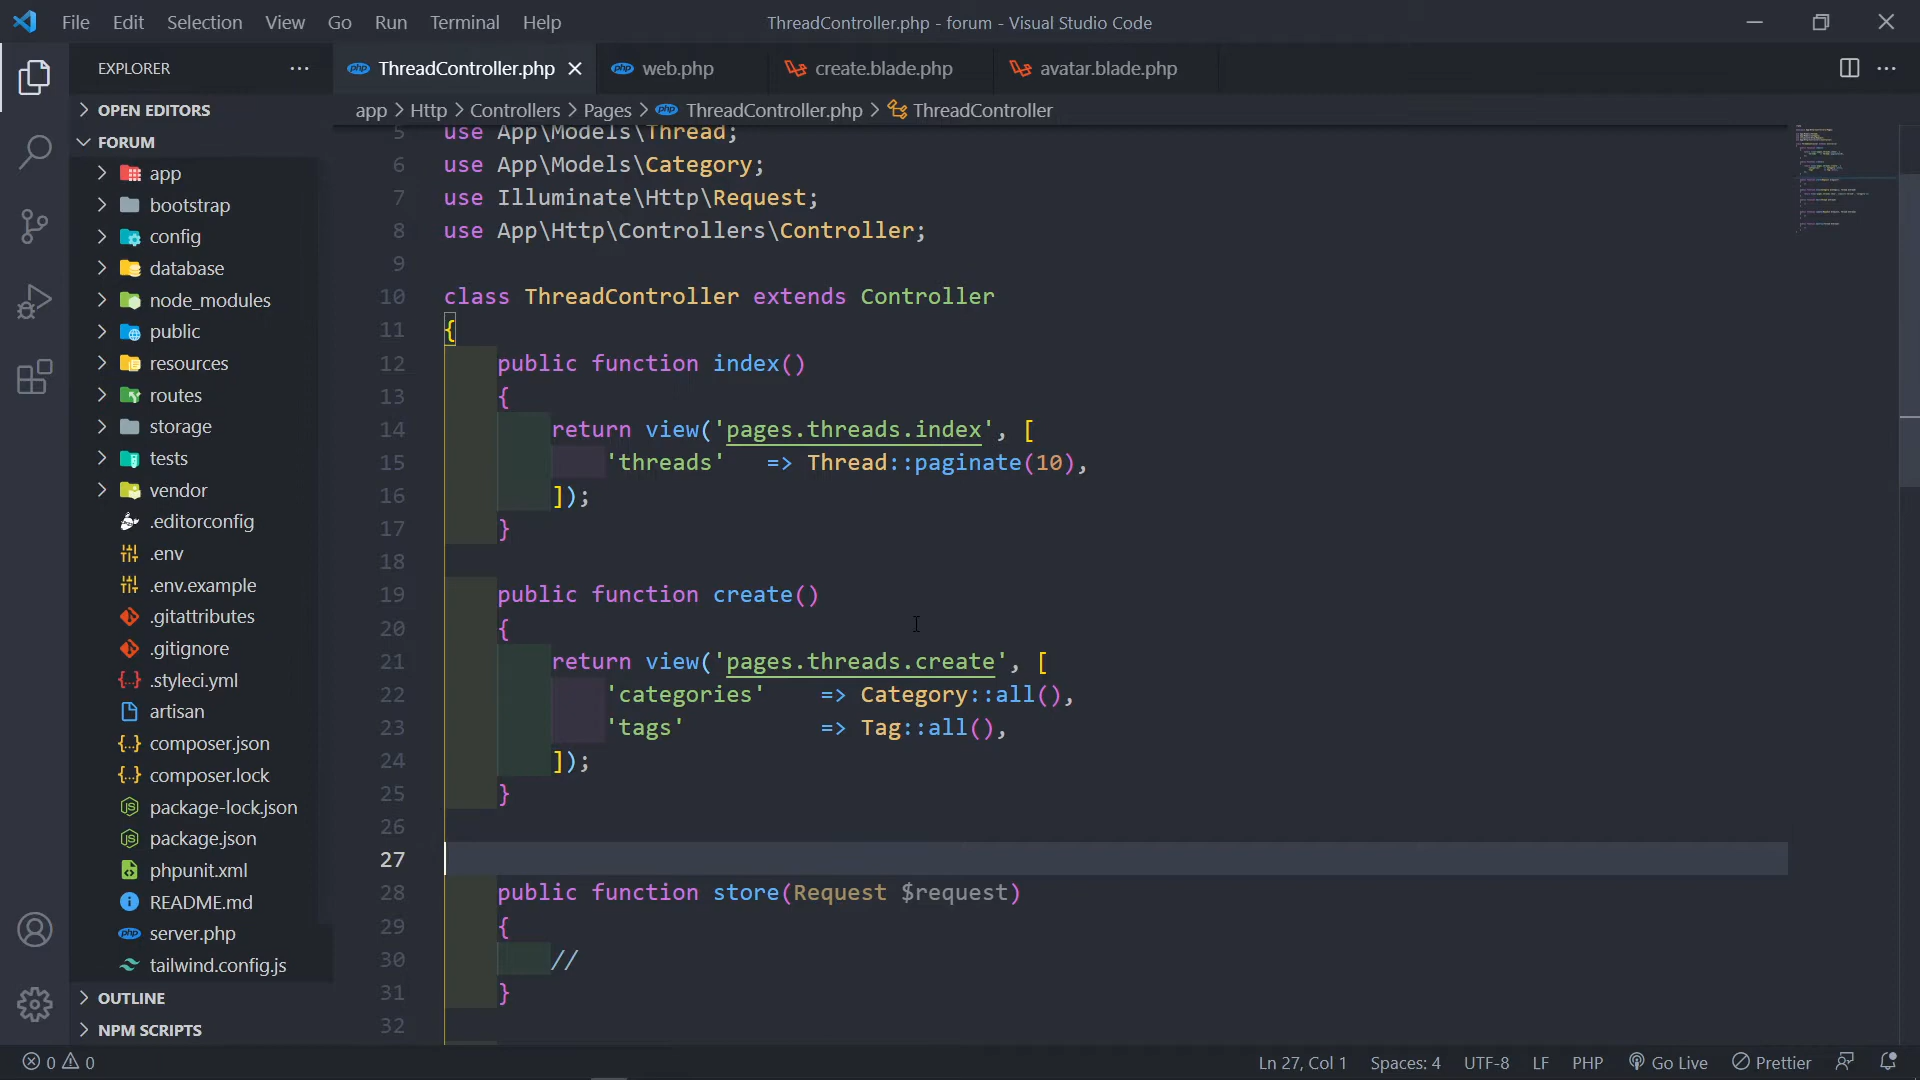 File Edit Selection View Go Run Terminal Help
ThreadController.php - forum - Visual Studio Code
EXPLORER
ThreadController.php
web.php
create.blade.php
avatar.blade.php
OPEN EDITORS
app > Http > Controllers > Pages > ThreadController.php > ThreadController
FORUM
app
bootstrap
config
database
node_modules
public
resources
routes
storage
tests
vendor
.editorconfig
.env
.env.example
.gitattributes
.gitignore
.styleci.yml
artisan
composer.json
composer.lock
package-lock.json
package.json
phpunit.xml
README.md
server.php
tailwind.config.js
OUTLINE
NPM SCRIPTS
5 use App\Models\Thread;
6 use App\Models\Category;
7 use Illuminate\Http\Request;
8 use App\Http\Controllers\Controller;
9
10 class ThreadController extends Controller
11 {
12 public function index()
13 {
14 return view('pages.threads.index', [
15 'threads' => Thread::paginate(10),
16 ]);
17 }
18
19 public function create()
20 {
21 return view('pages.threads.create', [
22 'categories' => Category::all(),
23 'tags' => Tag::all(),
24 ]);
25 }
26
27
28 public function store(Request $request)
29 {
30 //
31 }
32
0 0
Ln 27, Col 1 Spaces: 4 UTF-8 LF PHP Go Live Prettier